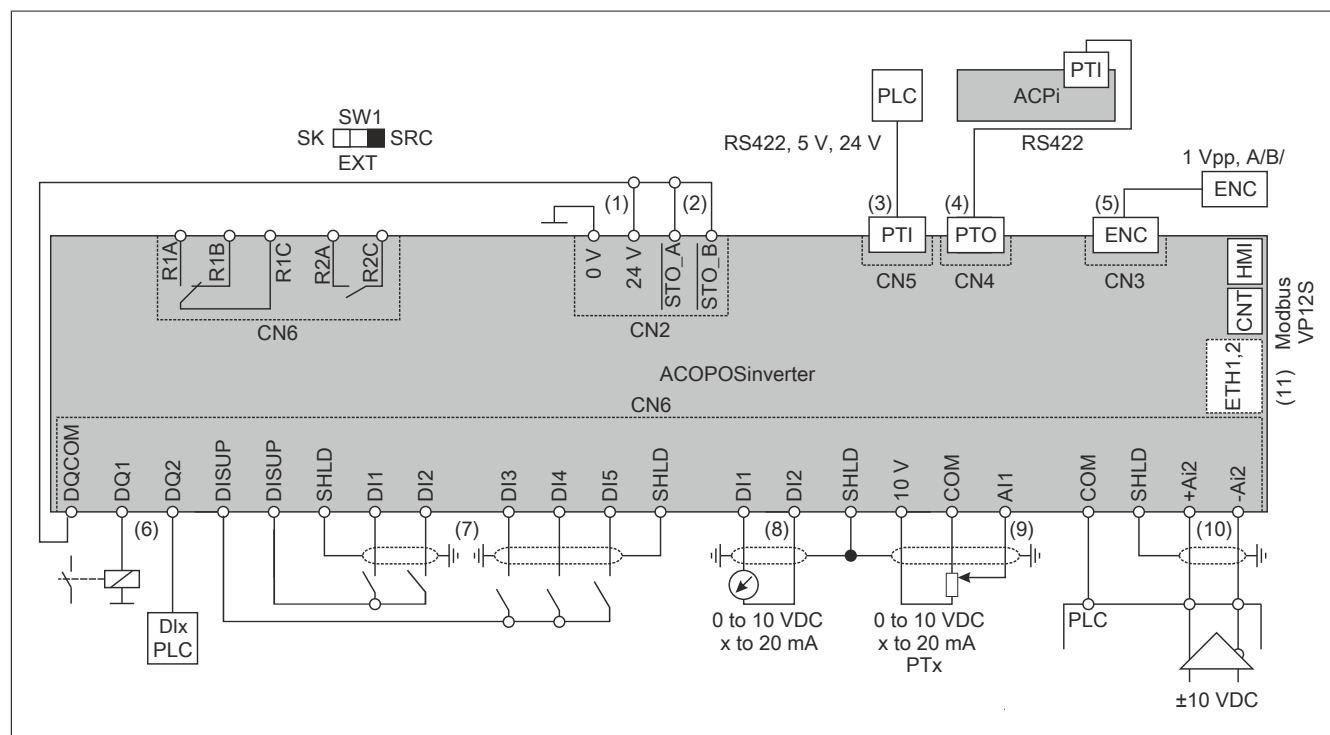 PTI
PLC
ACPi
SW1
SK
SRC
EXT
RS422, 5 V, 24 V
RS422
1 Vpp, A/B/
ENC
(1)
(2)
(3)
(4)
(5)
PTI
PTO
ENC
R1A
R1B
R1C
R2A
R2C
0 V
24 V
STO_A
STO_B
CN5
CN4
CN3
HMI
CNT
Modbus
VP12S
CN6
CN2
ETH1,2
(11)
ACOPOSinverter
CN6
DQCOM
DQ1
DQ2
DISUP
DISUP
SHLD
DI1
DI2
DI3
DI4
DI5
SHLD
DI1
DI2
SHLD
10 V
COM
AI1
COM
SHLD
+Ai2
-Ai2
(6)
(7)
(8)
(9)
(10)
DIx
PLC
0 to 10 VDC
x to 20 mA
0 to 10 VDC
x to 20 mA
PTx
PLC
±10 VDC